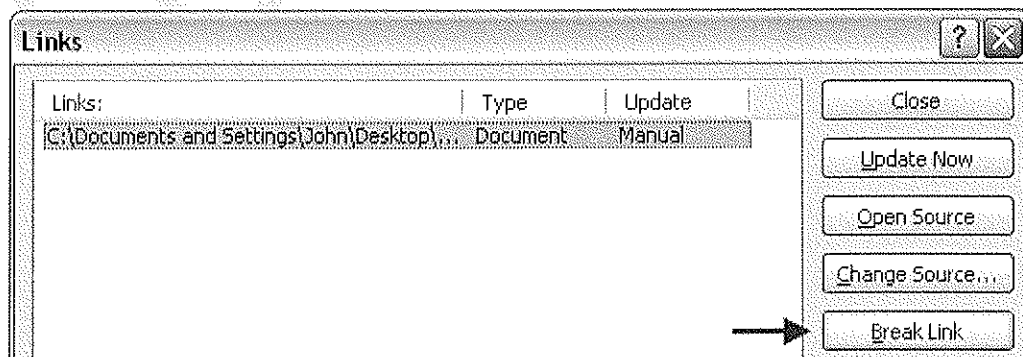 Links
Links: Type Update
C:\Documents and Settings\John\Desktop\... Document Manual
Close
Update Now
Open Source
Change Source...
Break Link